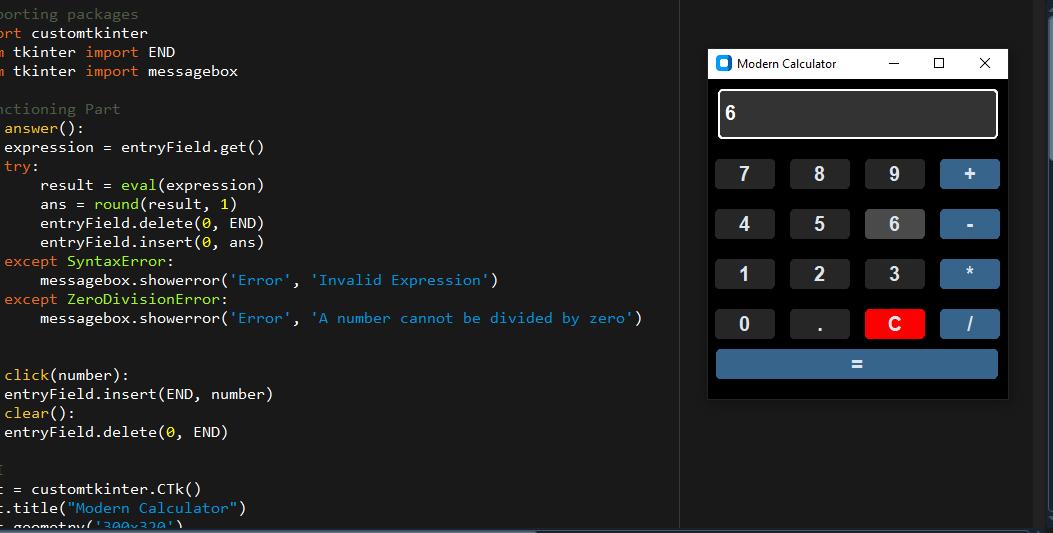 porting packages
ort customtkinter
m tkinter import END
m tkinter import messagebox
nctioning Part
answer():
expression = entryField.get()
try:
result = eval(expression)
ans = round(result, 1)
entryField.delete(0, END)
entryField.insert(0, ans)
except SyntaxError:
messagebox.showerror('Error', 'Invalid Expression')
except ZeroDivisionError:
messagebox.showerror('Error', 'A number cannot be divided by zero')
click(number):
entryField.insert(END, number)
clear():
entryField.delete(0, END)
I
t = customtkinter.CTk()
t.title("Modern Calculator")
t.geometry('300x320')
Modern Calculator
6
7 8 9 +
4 5 6 -
1 2 3 *
0 . C /
=